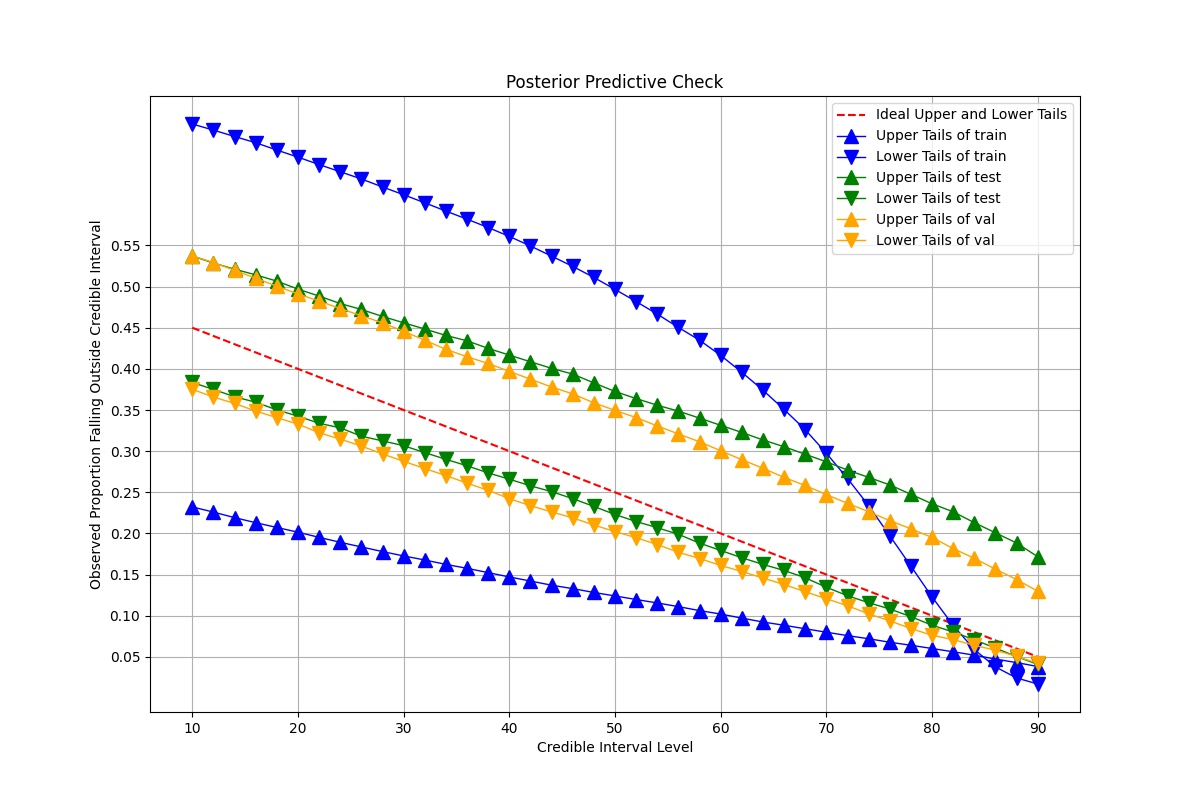 Posterior Predictive Check
Ideal Upper and Lower Tails
Upper Tails of train
Lower Tails of train
Upper Tails of test
Lower Tails of test
Upper Tails of val
Lower Tails of val
Observed Proportion Falling Outside Credible Interval
0.55
0.50
0.45
0.40
0.35
0.30
0.25
0.20
0.15
0.10
0.05
10 20 30 40 50 60 70 80 90
Credible Interval Level